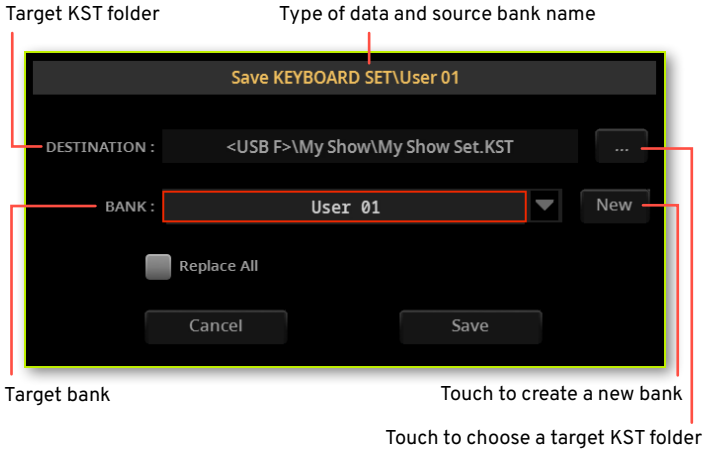 Target KST folder
Type of data and source bank name
Save KEYBOARD SET\User 01
DESTINATION :
<USB F>\My Show\My Show Set.KST
...
BANK :
User 01
New
Replace All
Cancel
Save
Target bank
Touch to create a new bank
Touch to choose a target KST folder